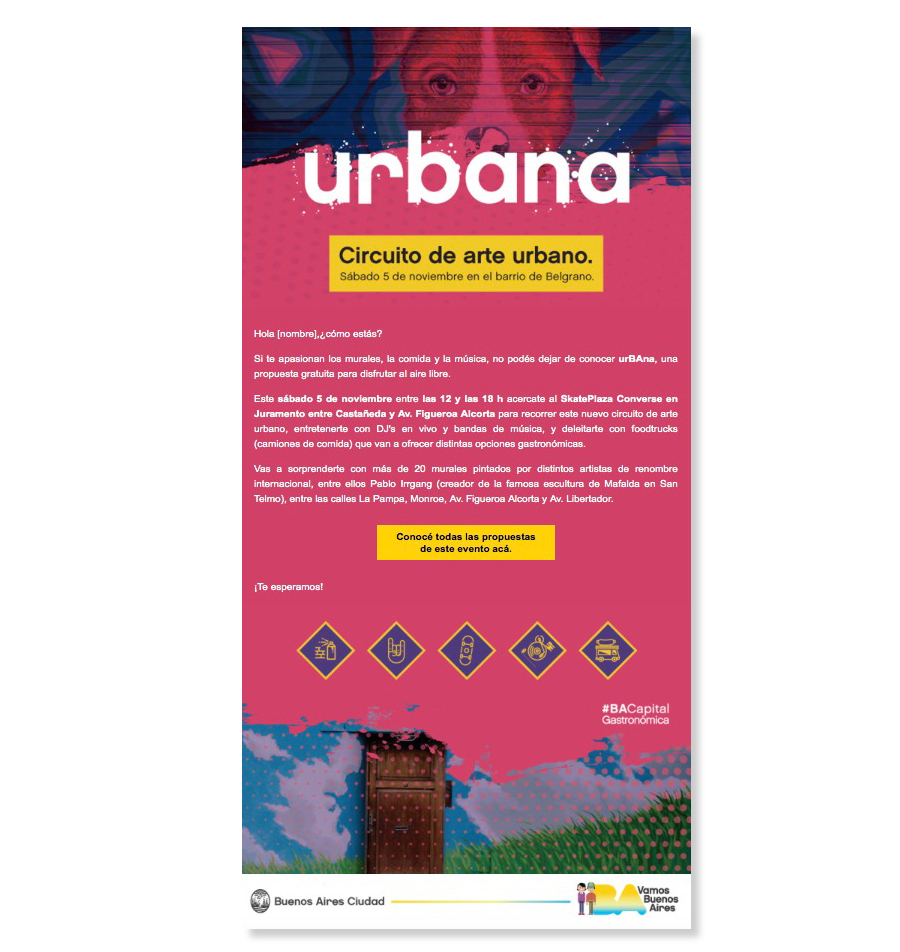 urbana
Circuito de arte urbano.
Sábado 5 de noviembre en el barrio de Belgrano.
Hola [nombre],¿cómo estás?
Si te apasionan los murales, la comida y la música, no podés dejar de conocer urBAna, una
propuesta gratuita para disfrutar al aire libre.
Este sábado 5 de noviembre entre las 12 y las 18 h acercate al SkatePlaza Converse en
Juramento entre Castañeda y Av. Figueroa Alcorta para recorrer este nuevo circuito de arte
urbano, entretenerte con DJ's en vivo y bandas de música, y deleitarte con foodtrucks
(camiones de comida) que van a ofrecer distintas opciones gastronómicas.
Vas a sorprenderte con más de 20 murales pintados por distintos artistas de renombre
internacional, entre ellos Pablo Irrgang (creador de la famosa escultura de Mafalda en San
Telmo), entre las calles La Pampa, Monroe, Av. Figueroa Alcorta y Av. Libertador.
Conocé todas las propuestas
de este evento acá.
¡Te esperamos!
#BACapital
Gastronómica
Buenos Aires Ciudad
BA
Vamos
Buenos
Aires